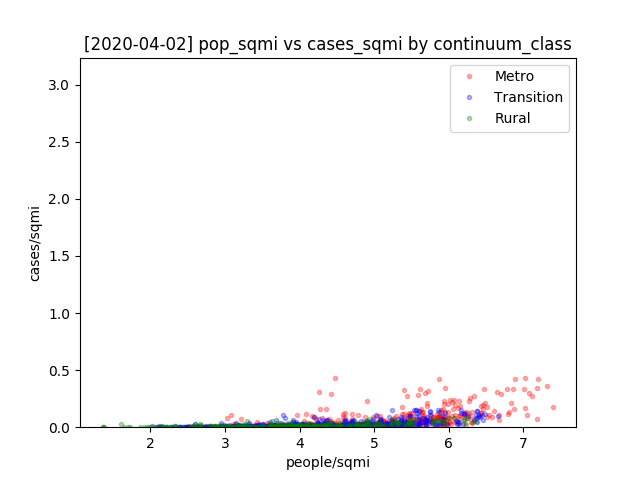 [2020-04-02] pop_sqmi vs cases_sqmi by continuum_class
Metro
Transition
Rural
3.0
2.5
2.0
1.5
1.0
0.5
0.0
cases/sqmi
2 3 4 5 6 7
people/sqmi